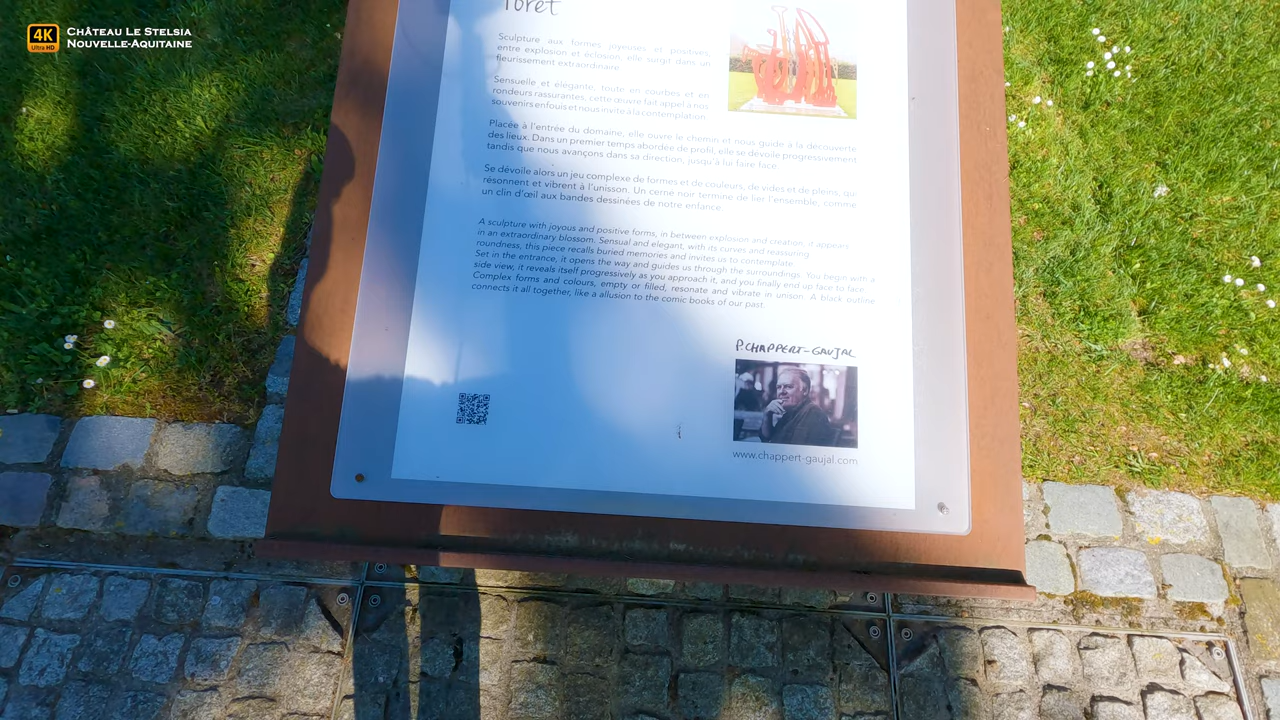 4K
Ultra HD
CHÂTEAU LE STELSIA
NOUVELLE-AQUITAINE
forêt
Sculpture aux formes joyeuses et positives,
entre explosion et éclosion, elle surgit dans un
fleurissement extraordinaire.
Sensuelle et élégante, toute en courbes et en
rondeurs rassurantes, cette œuvre fait appel à nos
souvenirs enfouis et nous invite à la contemplation.
Placée à l'entrée du domaine, elle ouvre le chemin et nous guide à la découverte
des lieux. Dans un premier temps abordée de profil, elle se dévoile progressivement
tandis que nous avançons dans sa direction, jusqu'à lui faire face.
Se dévoile alors un jeu complexe de formes et de couleurs, de vides et de pleins, qui
résonnent et vibrent à l'unisson. Un cerne noir termine de lier l'ensemble, comme
un clin d'œil aux bandes dessinées de notre enfance.
A sculpture with joyous and positive forms, in between explosion and creation, it appears
in an extraordinary blossom. Sensual and elegant, with its curves and reassuring
roundness, this piece recalls buried memories and invites us to contemplate.
Set in the entrance, it opens the way and guides us through the surroundings. You begin with a
side view, it reveals itself progressively as you approach it, and you finally end up face to face.
Complex forms and colours, empty or filled, resonate and vibrate in unison. A black outline
connects it all together, like a allusion to the comic books of our past.
P.CHAPPERT-GAUJAL
www.chappert-gaujal.com